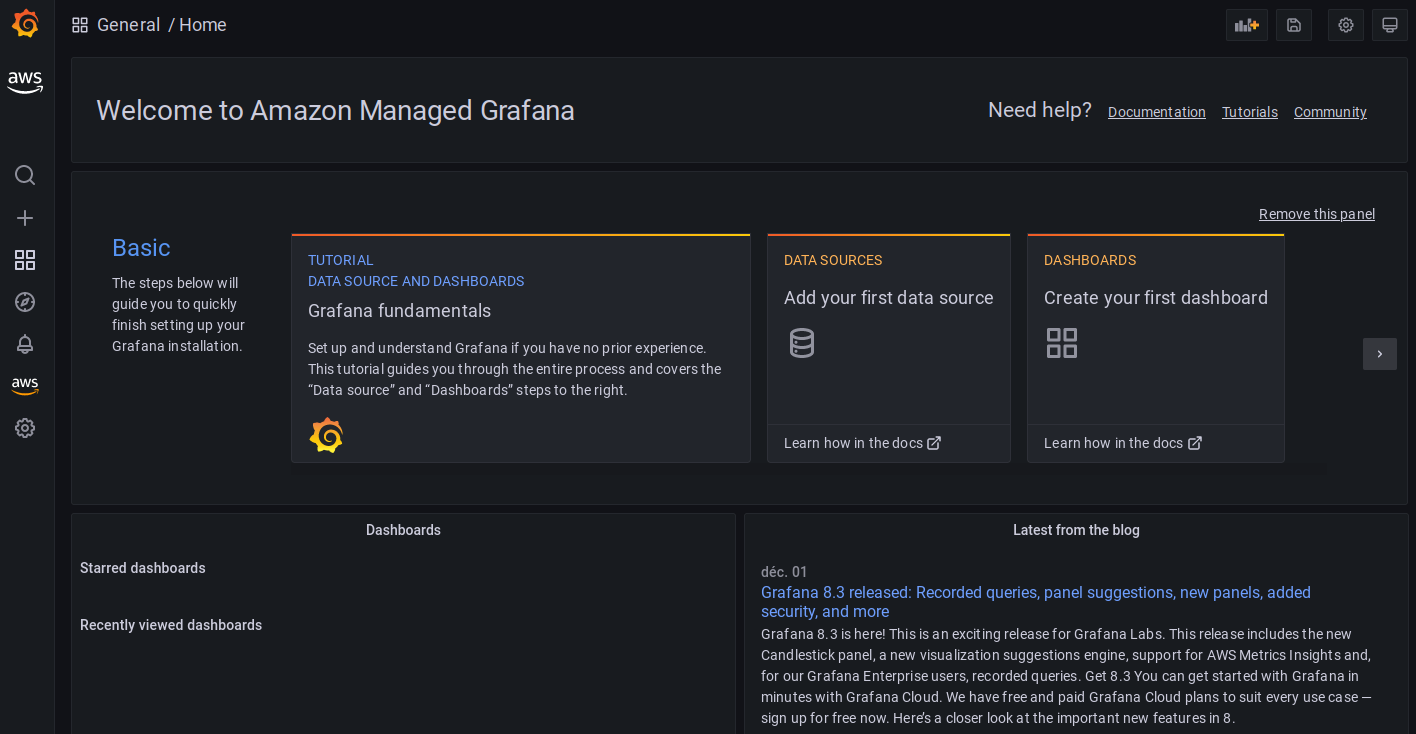 General / Home
aws
Welcome to Amazon Managed Grafana
Need help? Documentation Tutorials Community
Remove this panel
Basic
The steps below will
guide you to quickly
finish setting up your
Grafana installation.
TUTORIAL
DATA SOURCE AND DASHBOARDS
Grafana fundamentals
Set up and understand Grafana if you have no prior experience.
This tutorial guides you through the entire process and covers the
“Data source” and “Dashboards” steps to the right.
DATA SOURCES
Add your first data source
Learn how in the docs
DASHBOARDS
Create your first dashboard
Learn how in the docs
aws
Dashboards
Starred dashboards
Recently viewed dashboards
Latest from the blog
déc. 01
Grafana 8.3 released: Recorded queries, panel suggestions, new panels, added
security, and more
Grafana 8.3 is here! This is an exciting release for Grafana Labs. This release includes the new
Candlestick panel, a new visualization suggestions engine, support for AWS Metrics Insights and,
for our Grafana Enterprise users, recorded queries. Get 8.3 You can get started with Grafana in
minutes with Grafana Cloud. We have free and paid Grafana Cloud plans to suit every use case —
sign up for free now. Here’s a closer look at the important new features in 8.